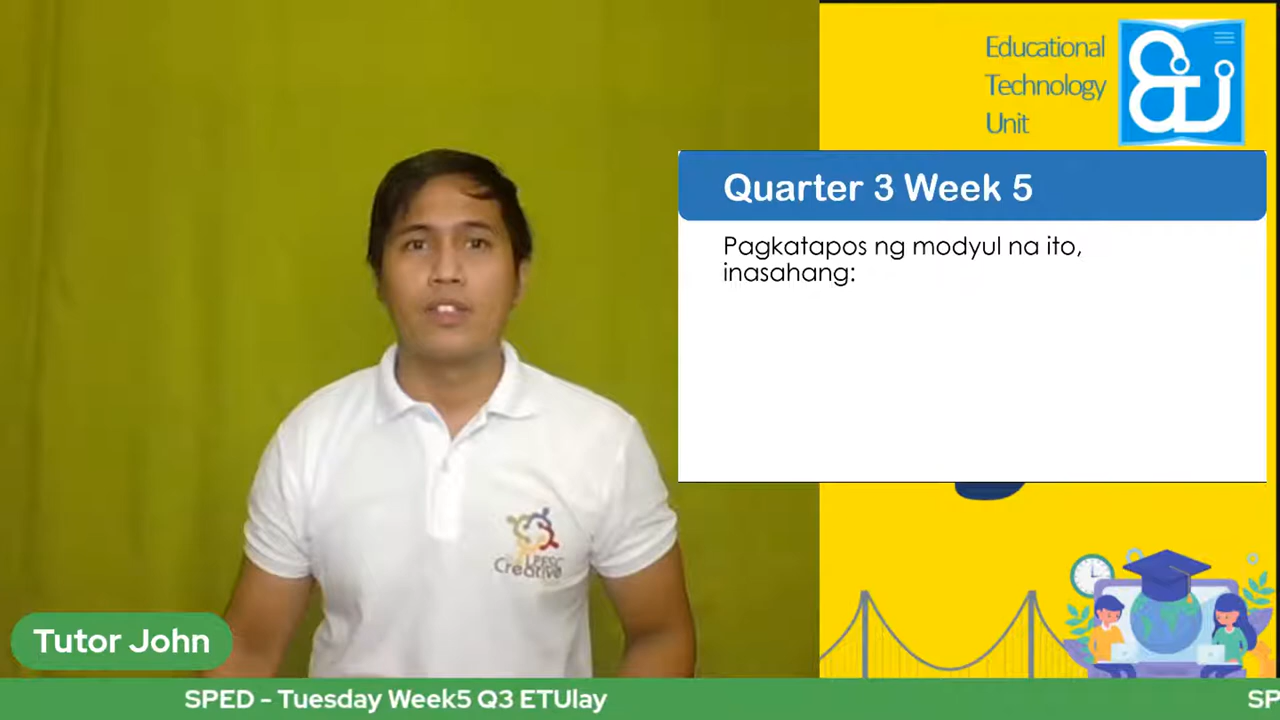 Educational
Technology
Unit
Quarter 3 Week 5
Pagkatapos ng modyul na ito,
inasahang:
Creative
Tutor John
SPED - Tuesday Week5 Q3 ETUlay
SP